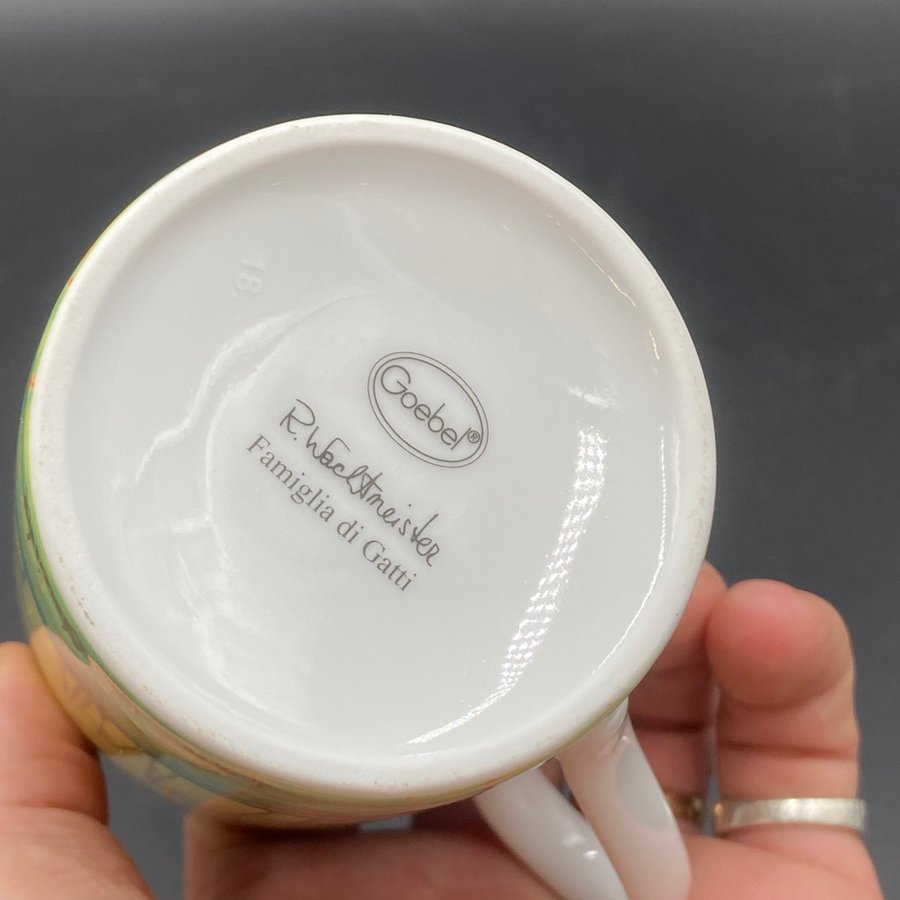 18.
Goebel®
R. Wachtmeister
Famiglia di Gatti